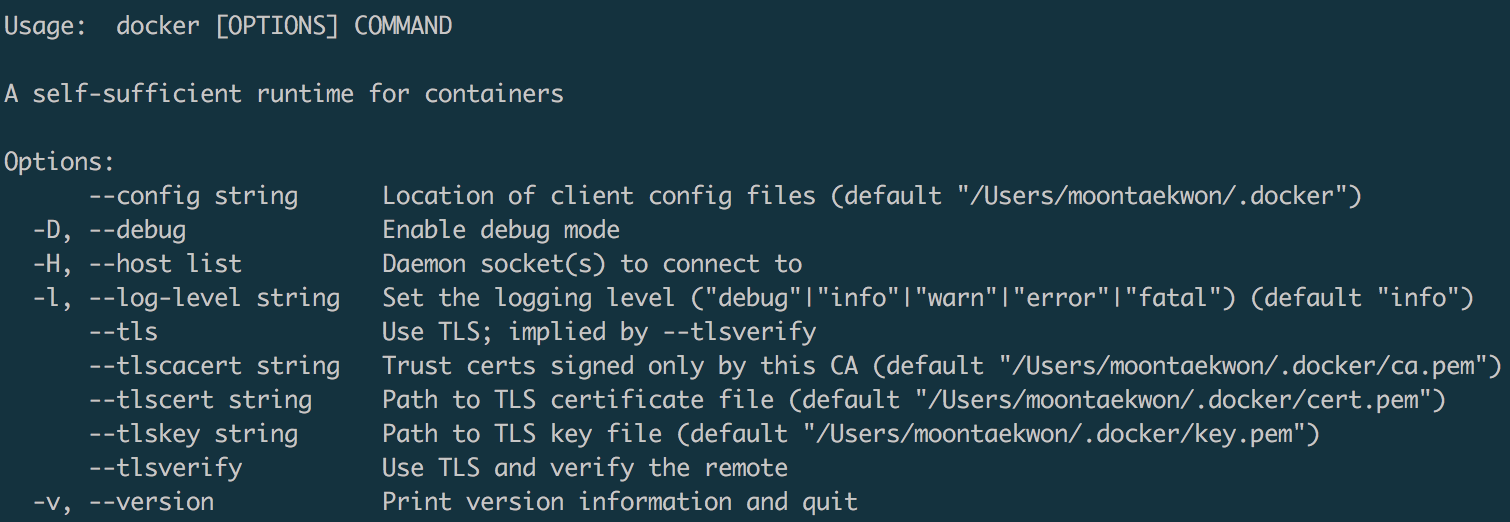 Usage:  docker [OPTIONS] COMMAND

A self-sufficient runtime for containers

Options:
      --config string      Location of client config files (default "/Users/moontaekwon/.docker")
  -D, --debug              Enable debug mode
  -H, --host list          Daemon socket(s) to connect to
  -l, --log-level string   Set the logging level ("debug"|"info"|"warn"|"error"|"fatal") (default "info")
      --tls                Use TLS; implied by --tlsverify
      --tlscacert string   Trust certs signed only by this CA (default "/Users/moontaekwon/.docker/ca.pem")
      --tlscert string     Path to TLS certificate file (default "/Users/moontaekwon/.docker/cert.pem")
      --tlskey string      Path to TLS key file (default "/Users/moontaekwon/.docker/key.pem")
      --tlsverify          Use TLS and verify the remote
  -v, --version            Print version information and quit